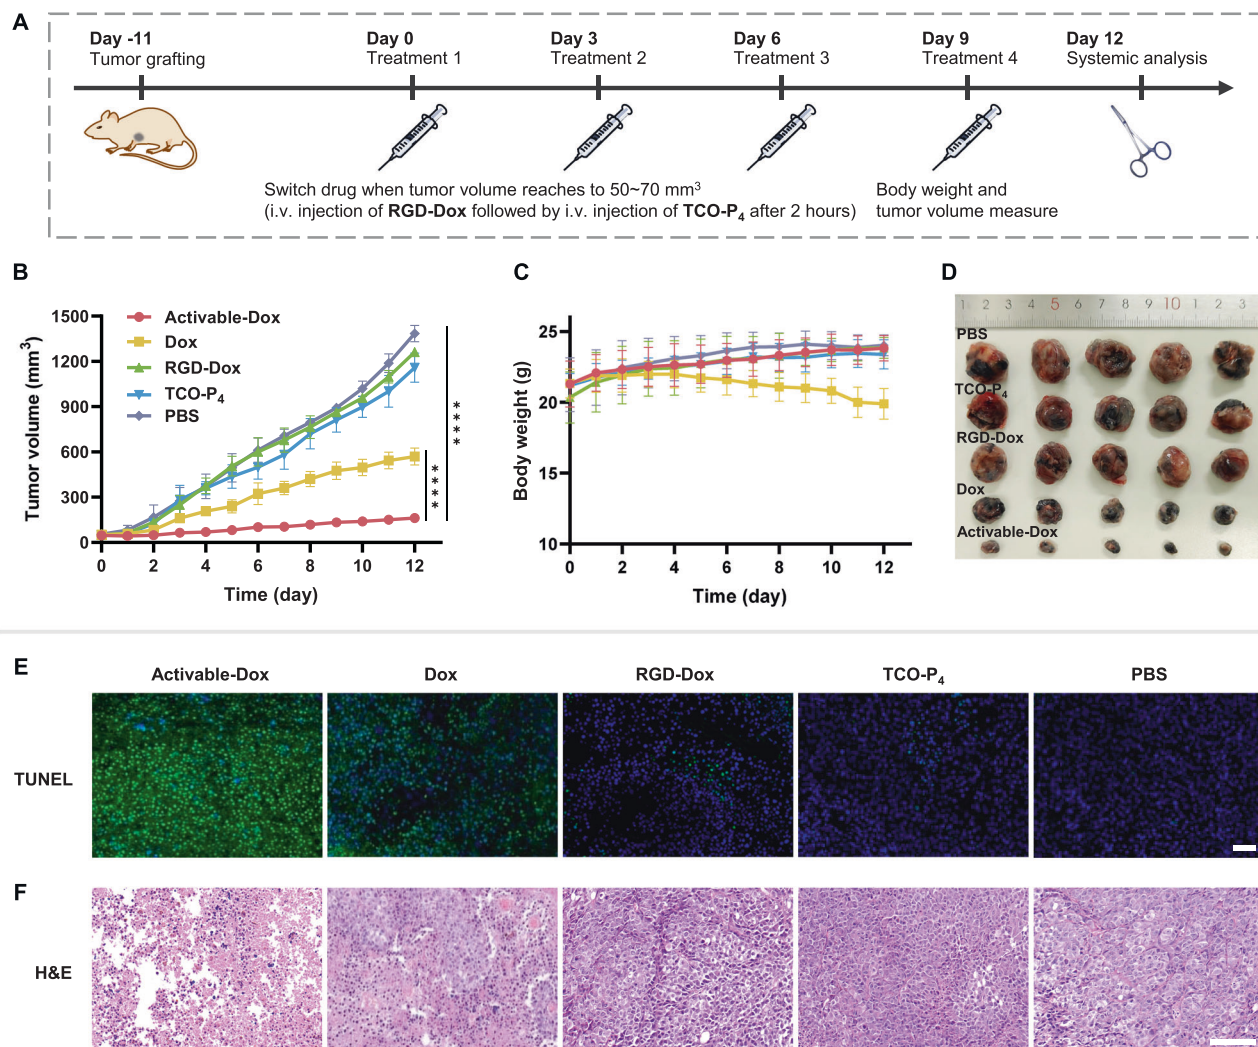 A
Day -11
Tumor grafting
Day 0
Treatment 1
Day 3
Treatment 2
Day 6
Treatment 3
Day 9
Treatment 4
Day 12
Systemic analysis
Switch drug when tumor volume reaches to 50~70 mm³
(i.v. injection of RGD-Dox followed by i.v. injection of TCO-P₄ after 2 hours)
Body weight and
tumor volume measure
B
Tumor volume (mm³)
1500
1200
900
600
300
0
Activable-Dox
Dox
RGD-Dox
TCO-P₄
PBS
****
****
0 2 4 6 8 10 12
Time (day)
C
Body weight (g)
25
20
15
10
0 2 4 6 8 10 12
Time (day)
D
1 2 3 4 5 6 7 8 9 10 1 2 3
PBS
TCO-P₄
RGD-Dox
Dox
Activable-Dox
E
Activable-Dox
Dox
RGD-Dox
TCO-P₄
PBS
TUNEL
F
H&E